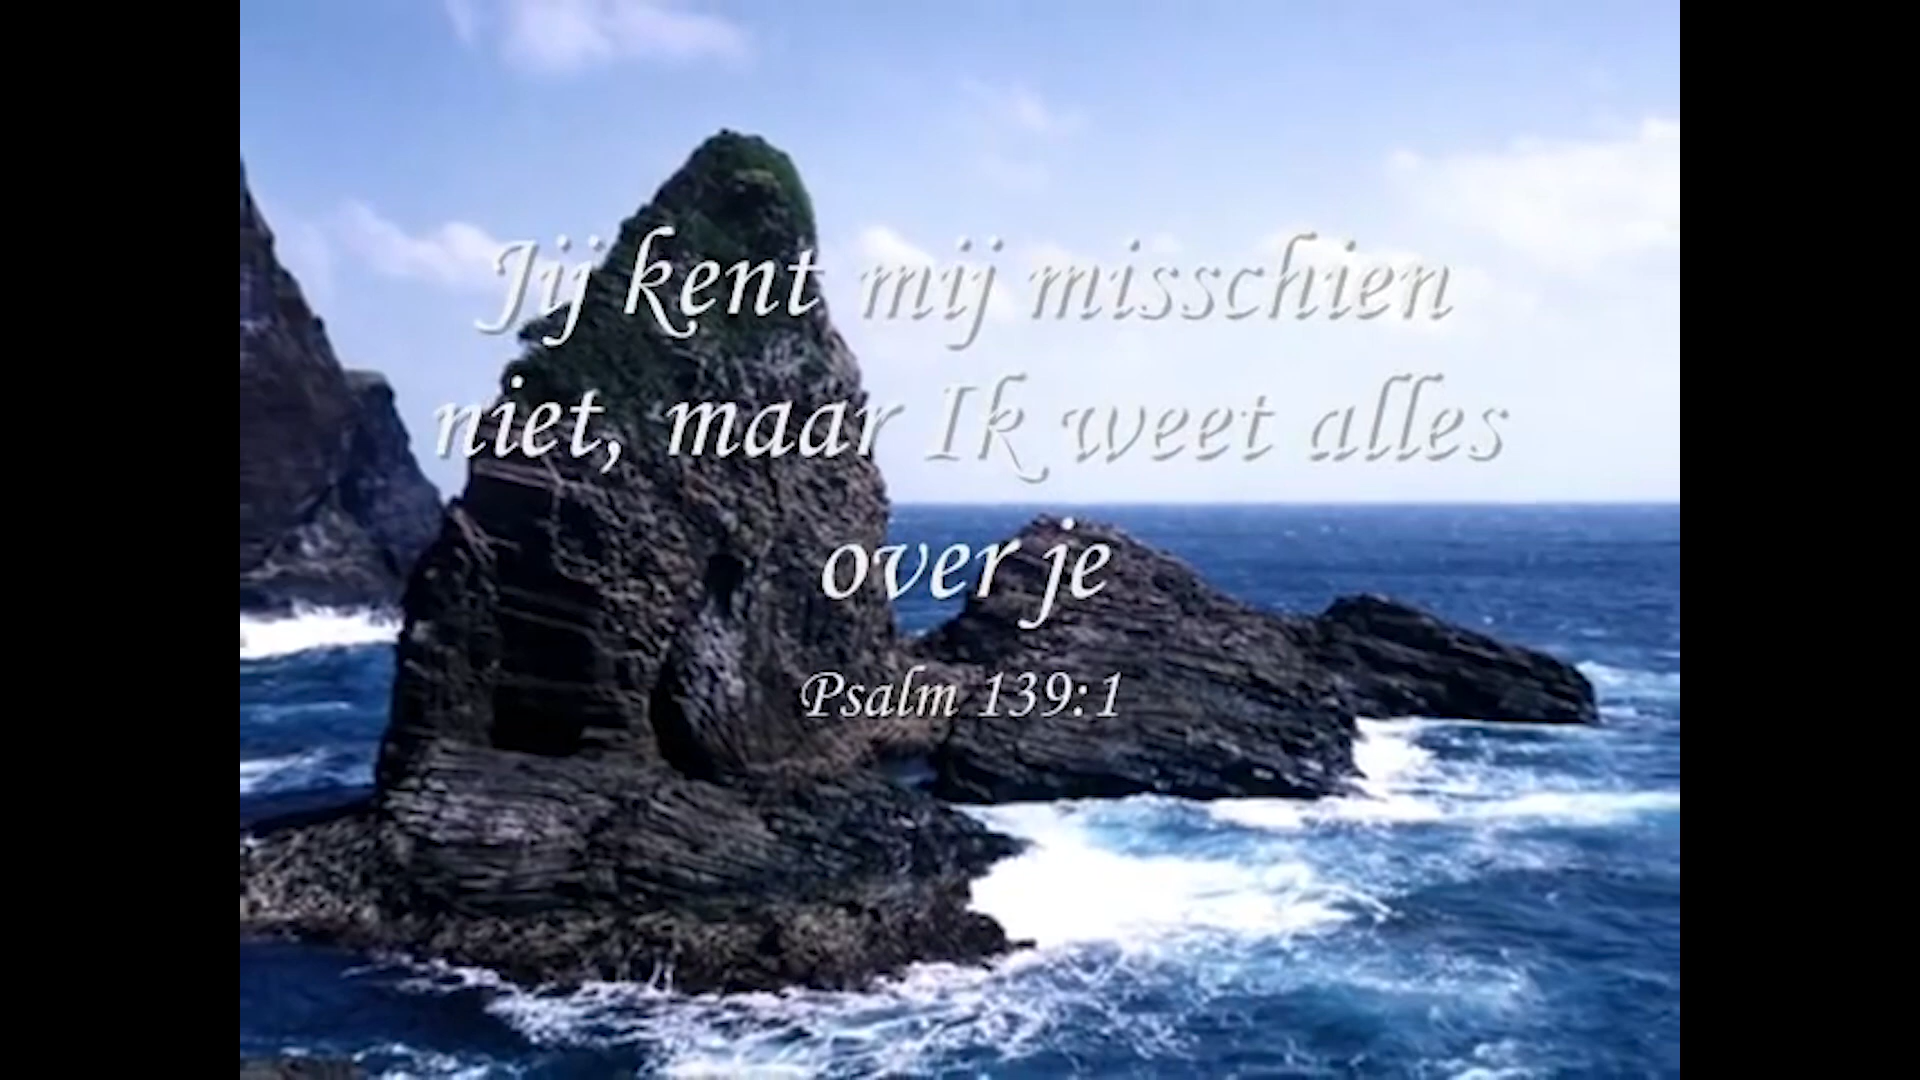 Jij kent mij misschien
niet, maar Ik weet alles
over je
Psalm 139:1